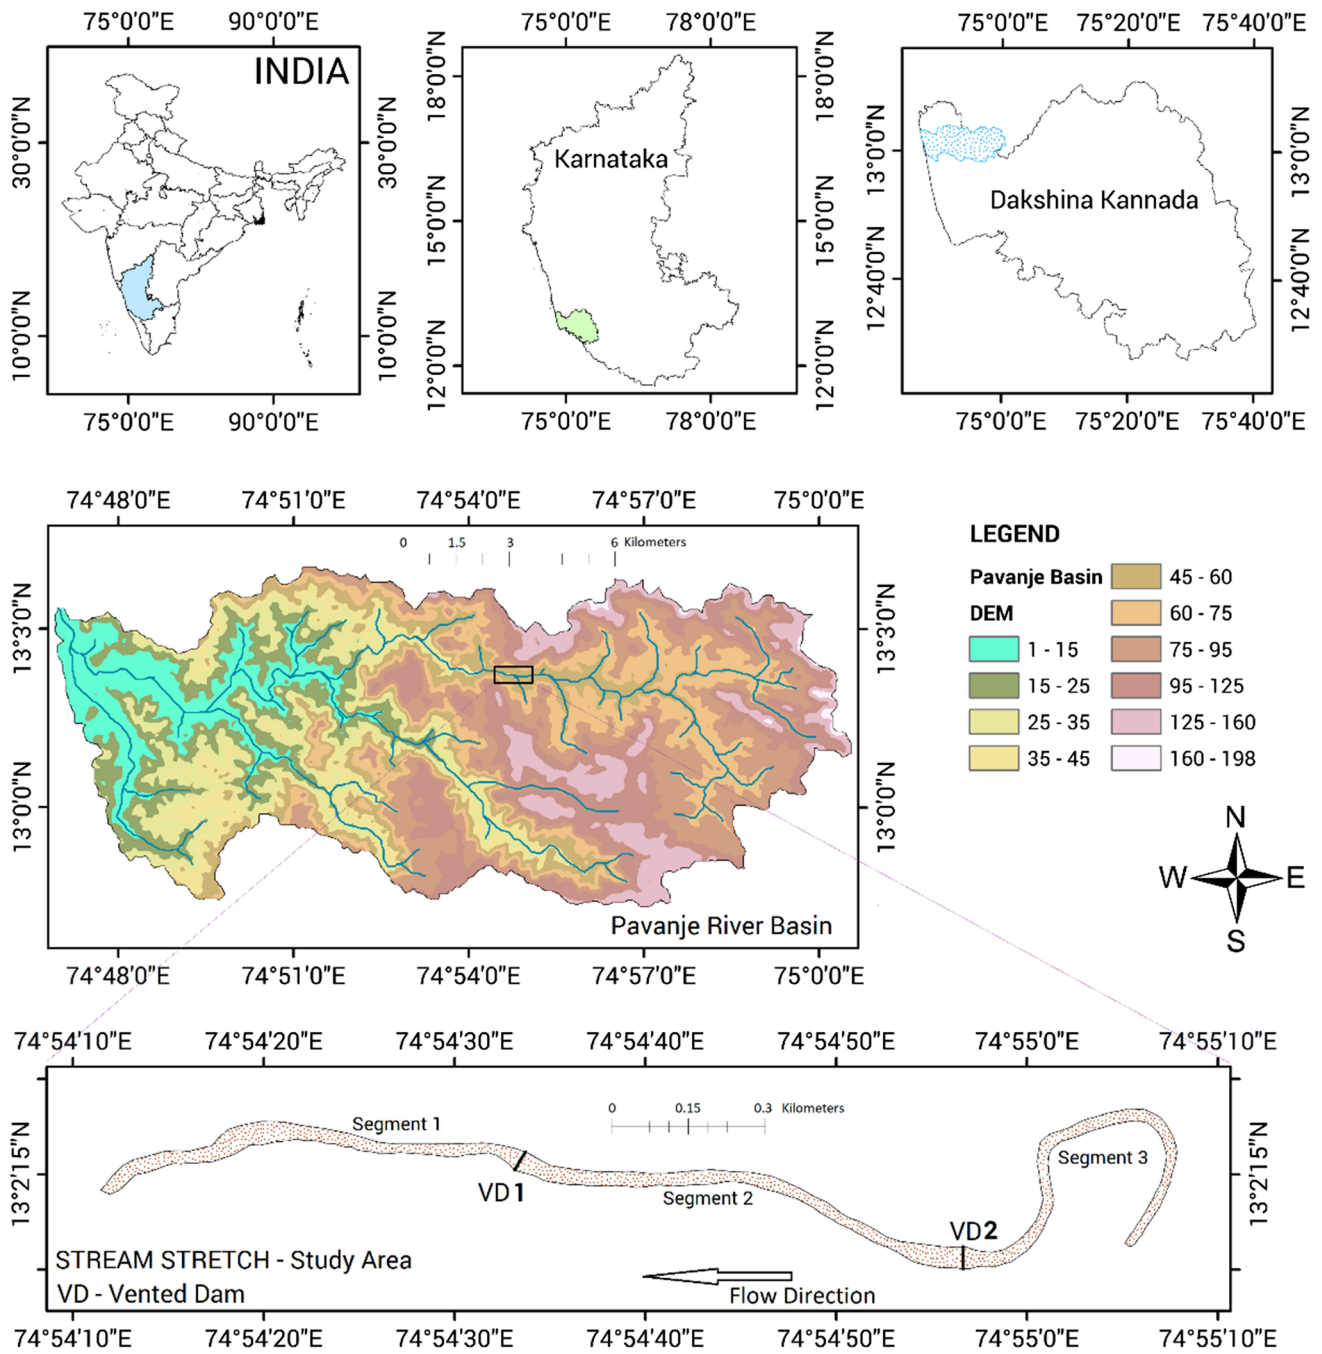 75°0'0"E 90°0'0"E
INDIA
30°0'0"N
30°0'0"N
10°0'0"N
10°0'0"N
75°0'0"E 90°0'0"E
75°0'0"E 78°0'0"E
18°0'0"N
18°0'0"N
Karnataka
15°0'0"N
15°0'0"N
12°0'0"N
12°0'0"N
75°0'0"E 78°0'0"E
75°0'0"E 75°20'0"E 75°40'0"E
13°0'0"N
13°0'0"N
Dakshina Kannada
12°40'0"N
12°40'0"N
75°0'0"E 75°20'0"E 75°40'0"E
74°48'0"E 74°51'0"E 74°54'0"E 74°57'0"E 75°0'0"E
0 1.5 3 6 Kilometers
13°3'0"N
13°3'0"N
13°0'0"N
13°0'0"N
Pavanje River Basin
74°48'0"E 74°51'0"E 74°54'0"E 74°57'0"E 75°0'0"E
LEGEND
Pavanje Basin
DEM
1 - 15
15 - 25
25 - 35
35 - 45
45 - 60
60 - 75
75 - 95
95 - 125
125 - 160
160 - 198
N
W E
S
74°54'10"E 74°54'20"E 74°54'30"E 74°54'40"E 74°54'50"E 74°55'0"E 74°55'10"E
0 0.15 0.3 Kilometers
Segment 1
13°2'15"N
13°2'15"N
Segment 3
VD 1
Segment 2
VD2
STREAM STRETCH - Study Area
VD - Vented Dam
Flow Direction
74°54'10"E 74°54'20"E 74°54'30"E 74°54'40"E 74°54'50"E 74°55'0"E 74°55'10"E